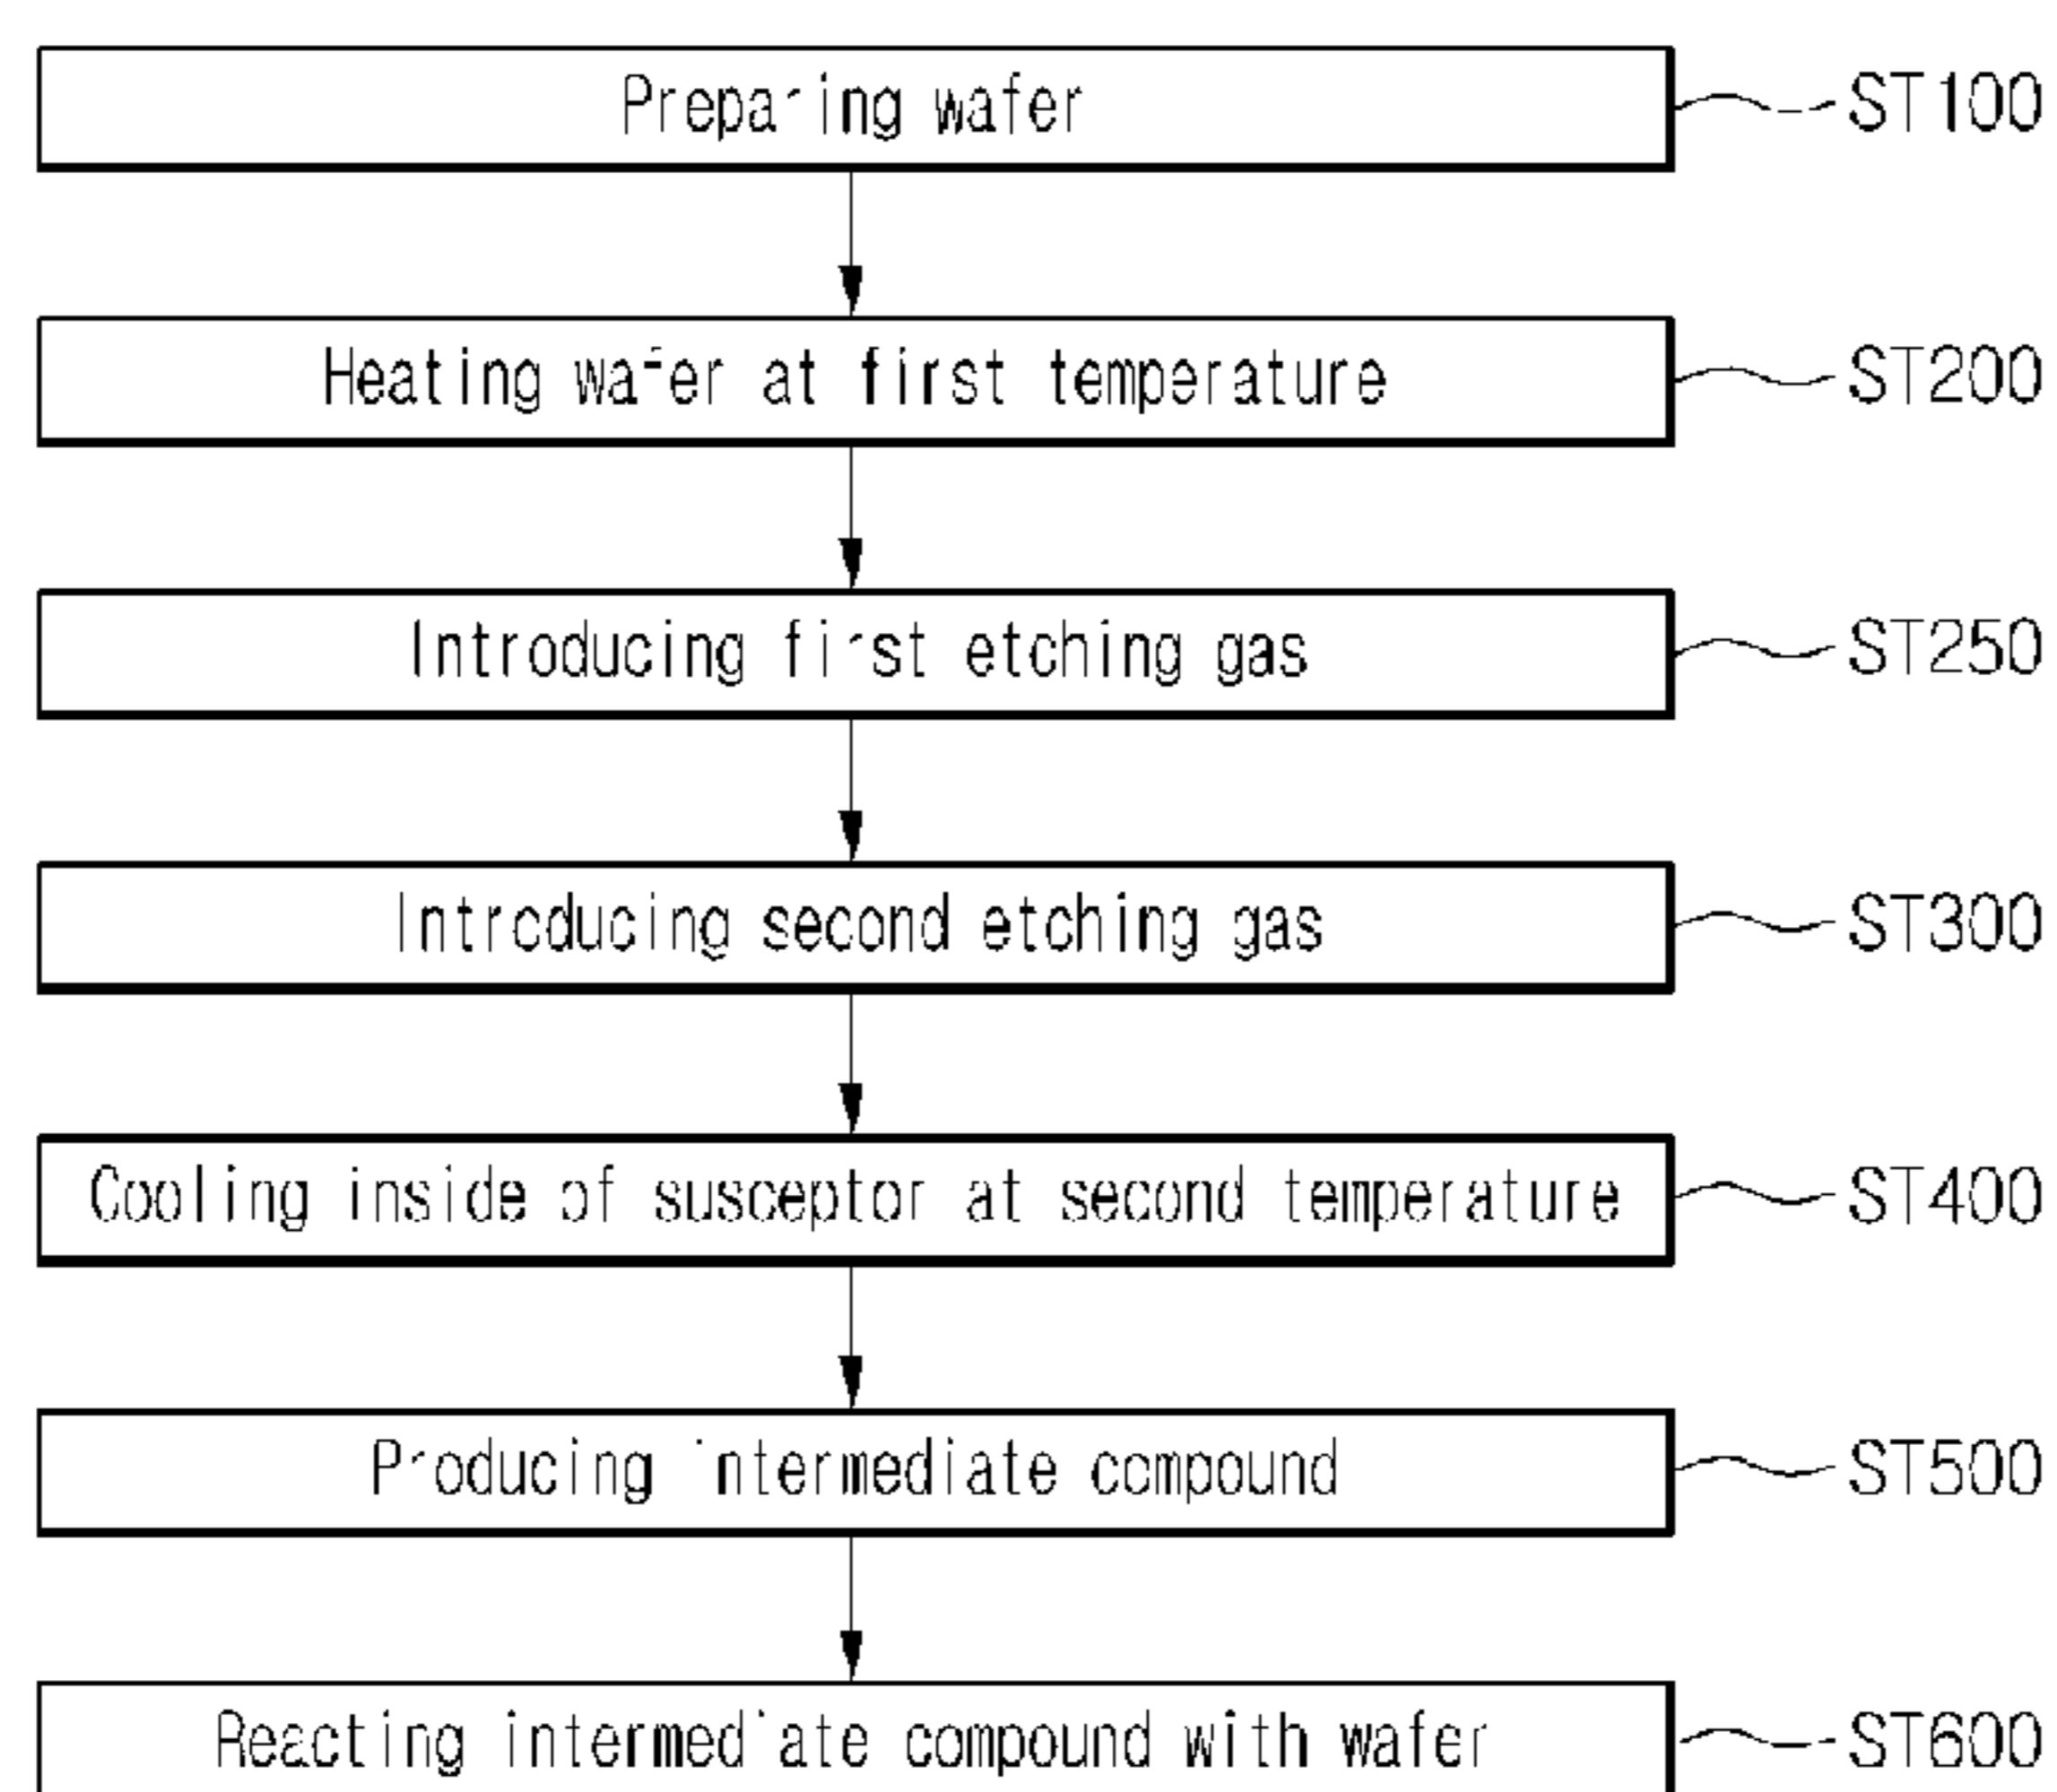 Preparing wafer ST100
Heating wafer at first temperature ST200
Introducing first etching gas ST250
Introducing second etching gas ST300
Cooling inside of susceptor at second temperature ST400
Producing intermediate compound ST500
Reacting intermediate compound with wafer ST600